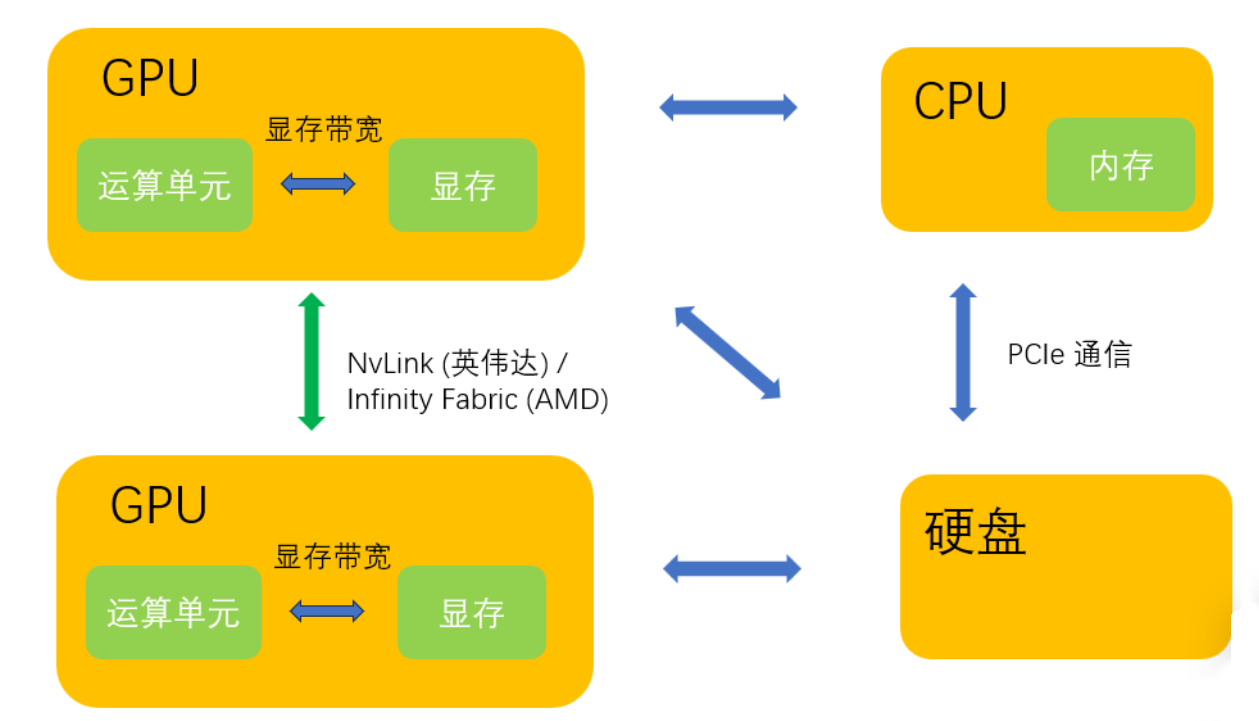 GPU
显存带宽
运算单元
显存
CPU
内存
NvLink (英伟达) /
Infinity Fabric (AMD)
PCIe 通信
GPU
显存带宽
运算单元
显存
硬盘